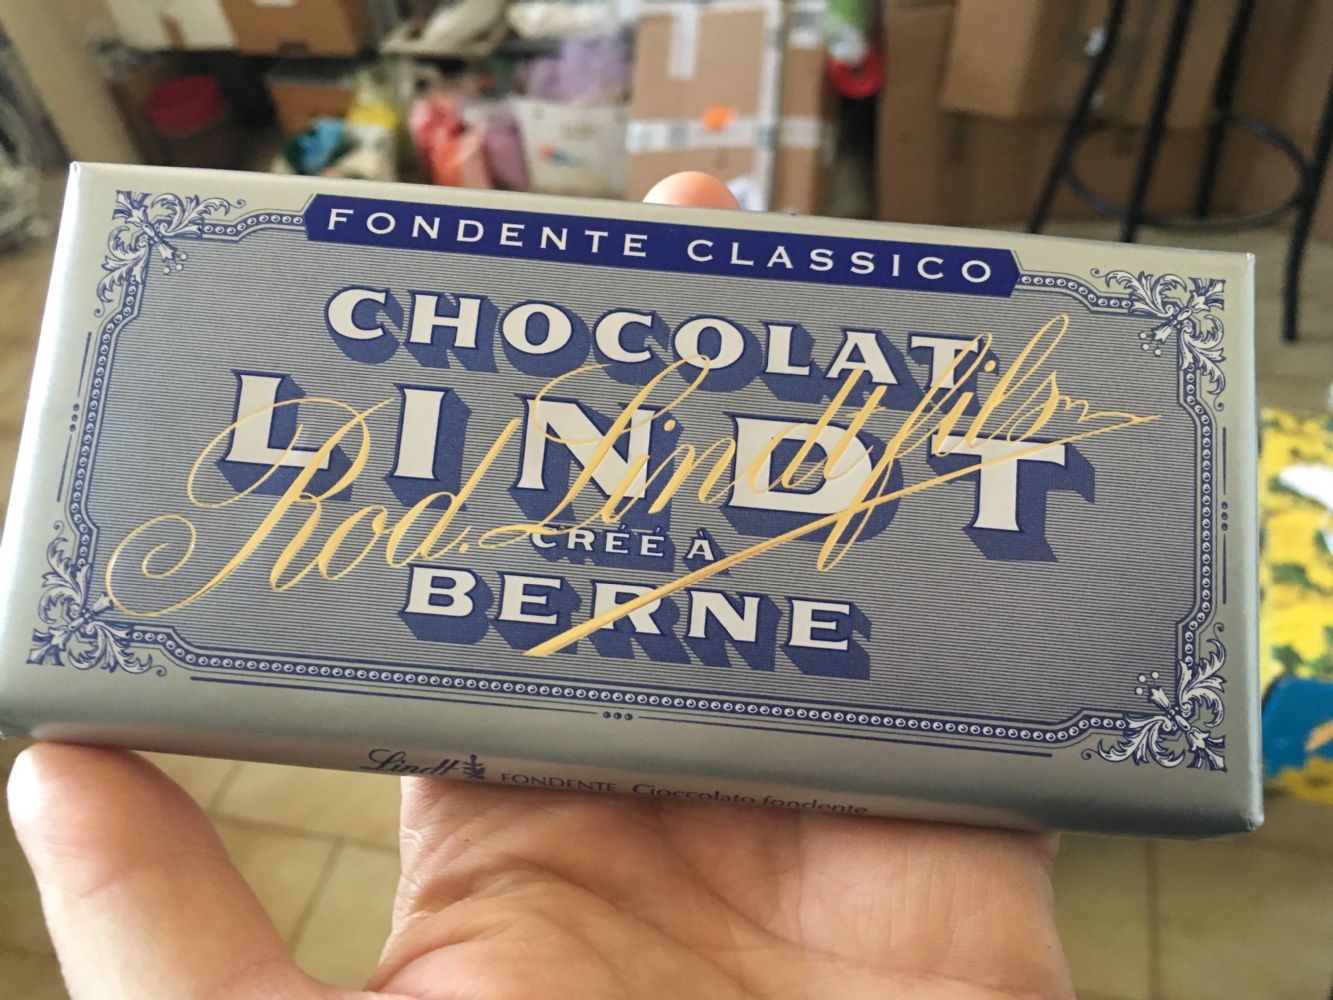 FONDENTE CLASSICO
CHOCOLAT
LINDT
Rod. Lindt fils
CRÉÉ À
BERNE
Lindt FONDENTE Cioccolato fondente